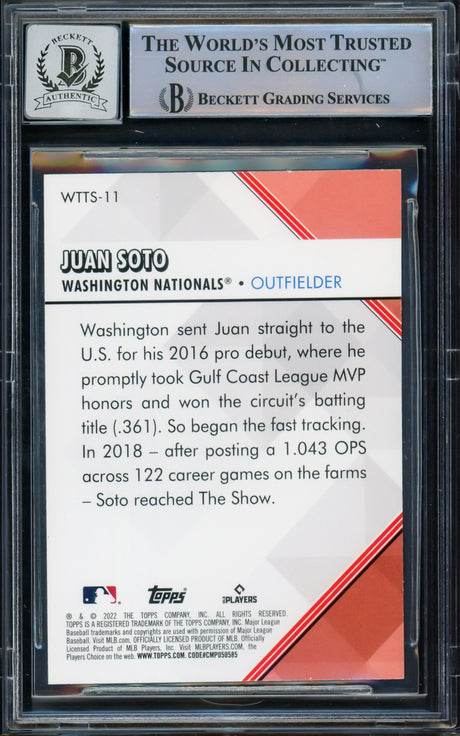 BECKETT
B
AUTHENTIC
THE WORLD'S MOST TRUSTED
SOURCE IN COLLECTING™
B BECKETT GRADING SERVICES
WTTS-11
JUAN SOTO
WASHINGTON NATIONALS® • OUTFIELDER
Washington sent Juan straight to the
U.S. for his 2016 pro debut, where he
promptly took Gulf Coast League MVP
honors and won the circuit's batting
title (.361). So began the fast tracking.
In 2018 – after posting a 1.043 OPS
across 122 career games on the farms
– Soto reached The Show.
topps
PLAYERS
® & © 2022 THE TOPPS COMPANY, INC. ALL RIGHTS RESERVED.
TOPPS IS A REGISTERED TRADEMARK OF THE TOPPS COMPANY, INC. Major League
Baseball trademarks and copyrights are used with permission of Major League
Baseball. Visit MLB.com. OFFICIALLY LICENSED PRODUCT OF MLB. Officially
Licensed Product of MLB Players, Inc. Visit MLBPLAYERS.COM, the
Players Choice on the web. WWW.TOPPS.COM. CODE#CMP050585